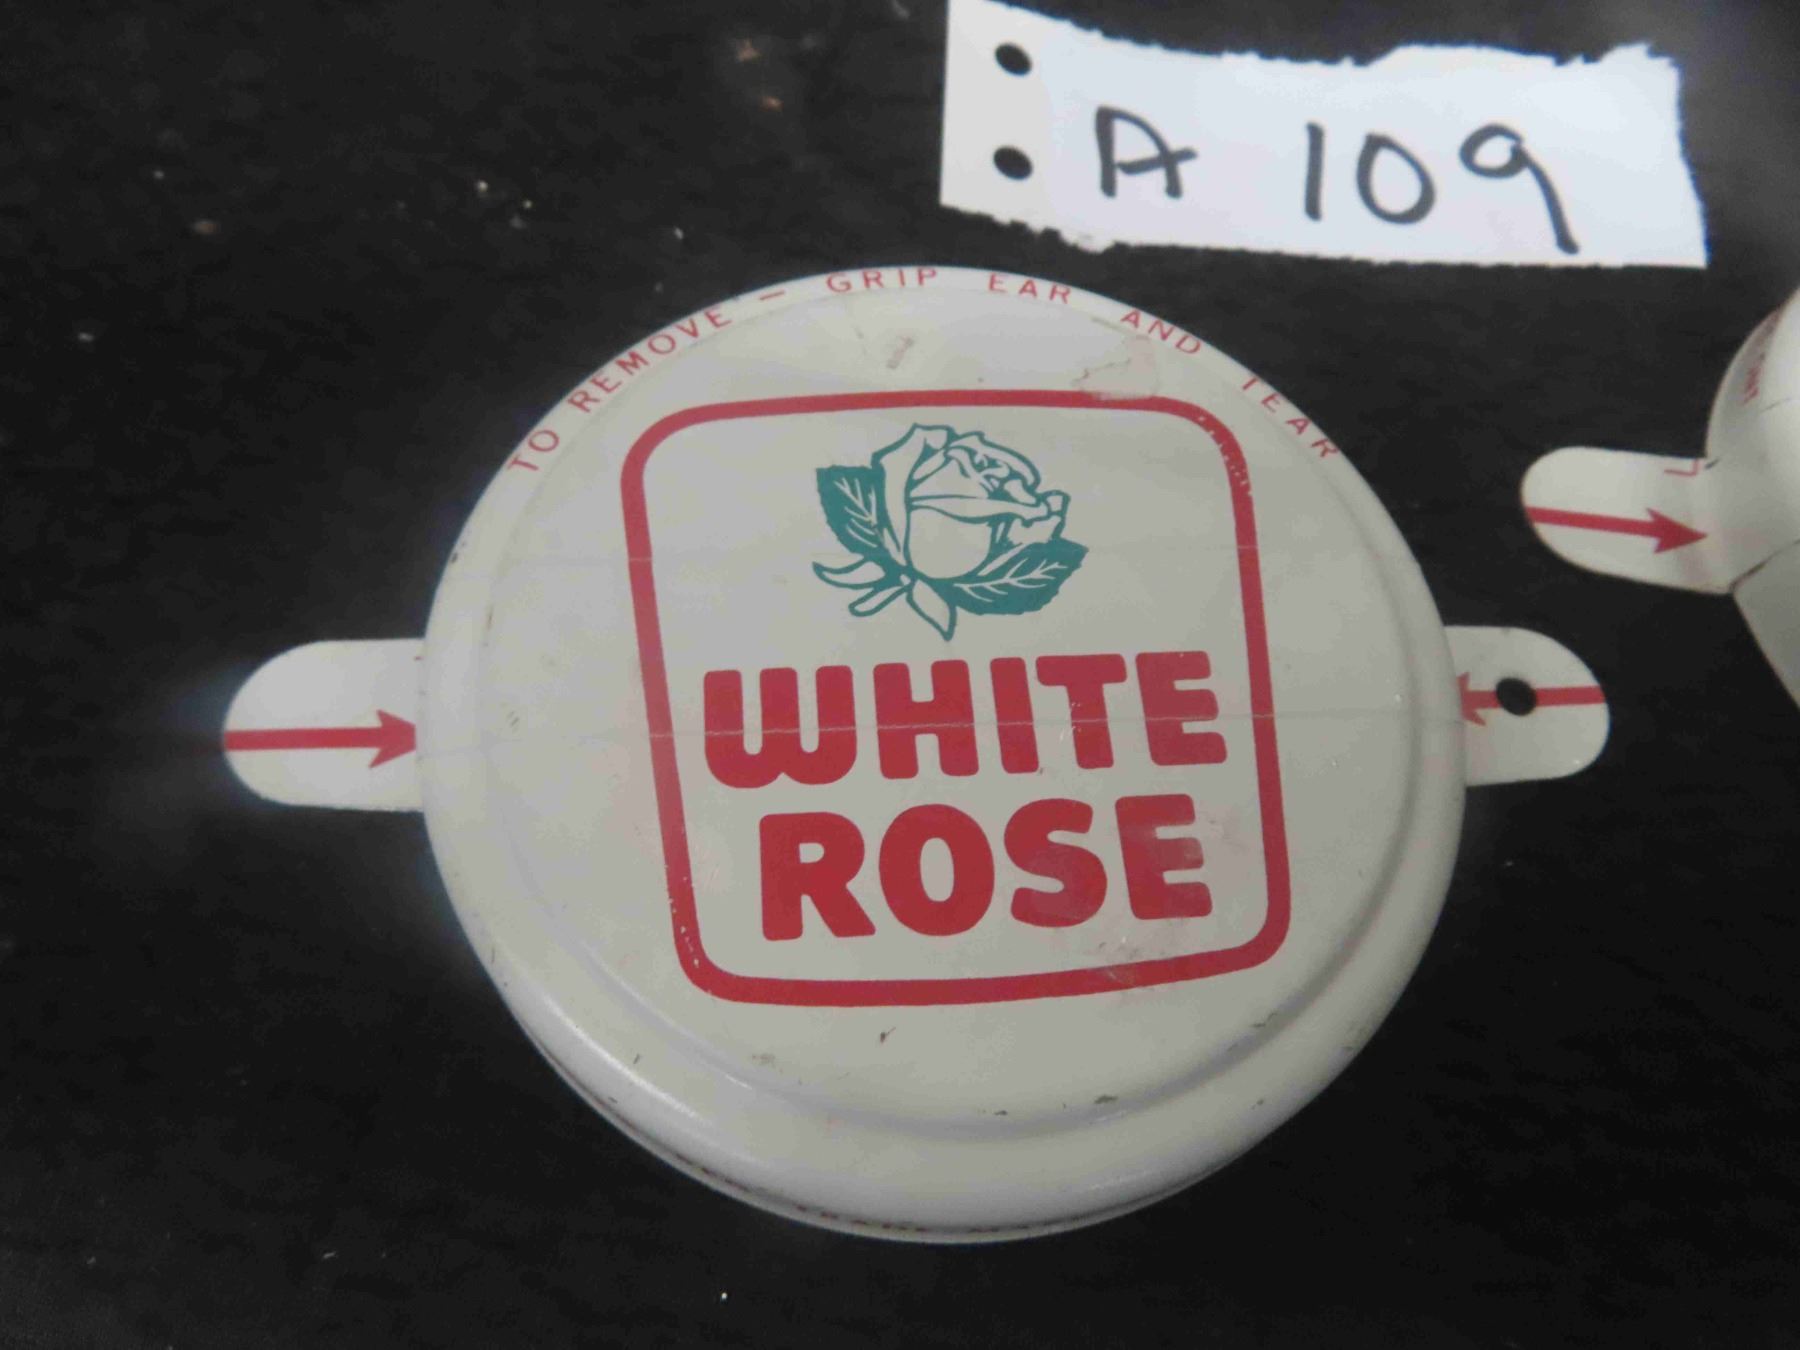 A 109
TO REMOVE — GRIP EAR AND TEAR
WHITE
ROSE